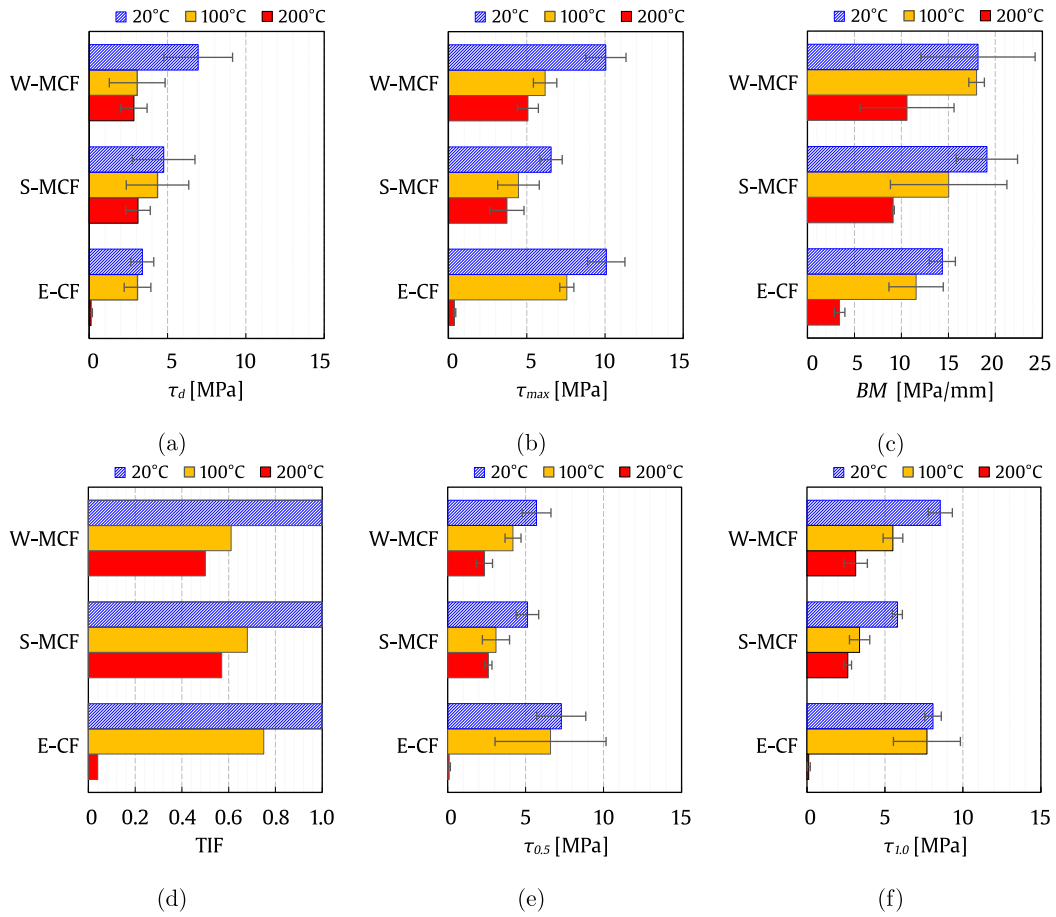 20°C 100°C 200°C
W-MCF
S-MCF
E-CF
0 5 10 15
τd [MPa]
(a)
20°C 100°C 200°C
W-MCF
S-MCF
E-CF
0 5 10 15
τmax [MPa]
(b)
20°C 100°C 200°C
W-MCF
S-MCF
E-CF
0 5 10 15 20 25
BM [MPa/mm]
(c)
20°C 100°C 200°C
W-MCF
S-MCF
E-CF
0 0.2 0.4 0.6 0.8 1.0
TIF
(d)
20°C 100°C 200°C
W-MCF
S-MCF
E-CF
0 5 10 15
τ0.5 [MPa]
(e)
20°C 100°C 200°C
W-MCF
S-MCF
E-CF
0 5 10 15
τ1.0 [MPa]
(f)